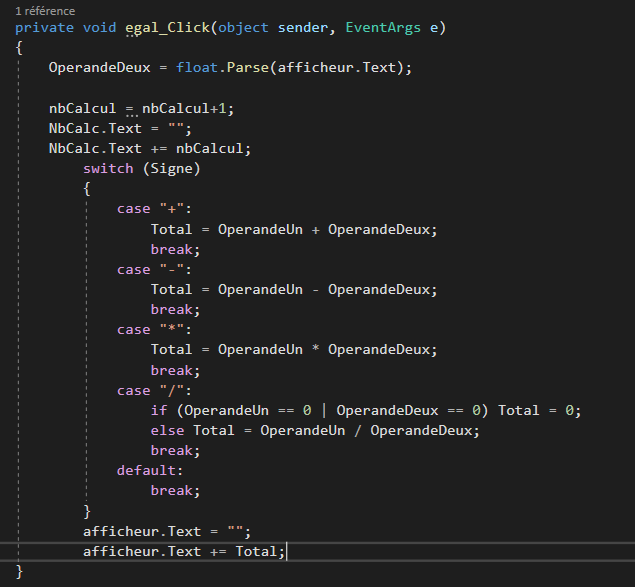 1 référence
private void egal_Click(object sender, EventArgs e)
{
OperandeDeux = float.Parse(afficheur.Text);
nbCalcul = nbCalcul+1;
NbCalc.Text = "";
NbCalc.Text += nbCalcul;
switch (Signe)
{
case "+":
Total = OperandeUn + OperandeDeux;
break;
case "-":
Total = OperandeUn - OperandeDeux;
break;
case "*":
Total = OperandeUn * OperandeDeux;
break;
case "/":
if (OperandeUn == 0 | OperandeDeux == 0) Total = 0;
else Total = OperandeUn / OperandeDeux;
break;
default:
break;
}
afficheur.Text = "";
afficheur.Text += Total;
}